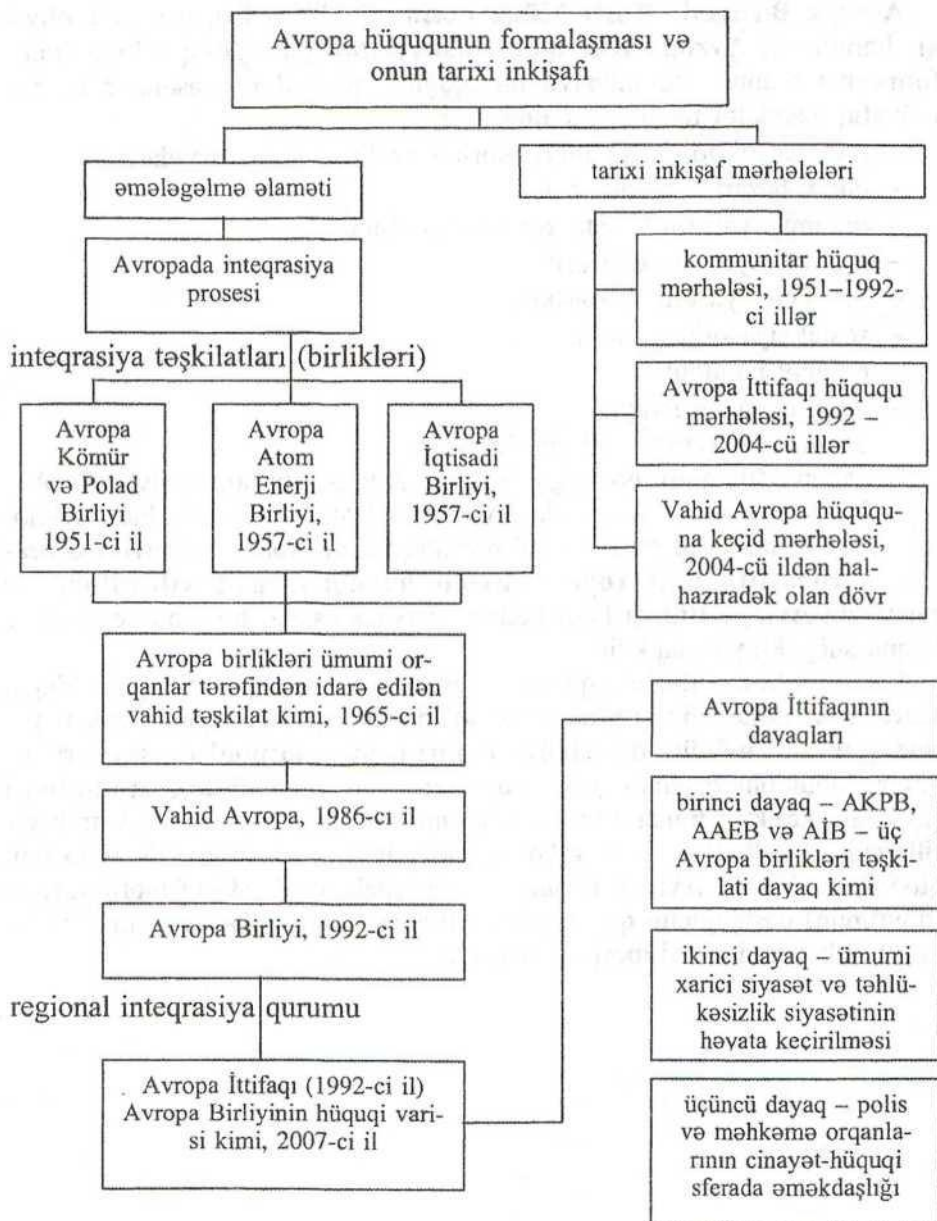 Avropa hüququnun formalaşması və
onun tarixi inkişafı
əmələgəlmə əlaməti
tarixi inkişaf mərhələləri
Avropada inteqrasiya
prosesi
kommunitar hüquq
mərhələsi, 1951–1992-
ci illər
inteqrasiya təşkilatları (birlikləri)
Avropa İttifaqı hüququ
mərhələsi, 1992 –
2004-cü illər
Avropa
Kömür
və Polad
Birliyi
1951-ci il
Avropa
Atom
Enerji
Birliyi,
1957-ci il
Avropa
İqtisadi
Birliyi,
1957-ci il
Vahid Avropa hüququ-
na keçid mərhələsi,
2004-cü ildən hal-
hazıradək olan dövr
Avropa birlikləri ümumi or-
qanlar tərəfindən idarə edilən
vahid təşkilat kimi, 1965-ci il
Avropa İttifaqının
dayaqları
Vahid Avropa, 1986-cı il
birinci dayaq – AKPB,
AAEB və AİB – üç
Avropa birlikləri təşki-
lati dayaq kimi
Avropa Birliyi, 1992-ci il
ikinci dayaq – ümumi
xarici siyasət və təhlü-
kəsizlik siyasətinin
həyata keçirilməsi
regional inteqrasiya qurumu
Avropa İttifaqı (1992-ci il)
Avropa Birliyinin hüquqi vari-
si kimi, 2007-ci il
üçüncü dayaq – polis
və məhkəmə orqanla-
rının cinayət-hüquqi
sferada əməkdaşlığı